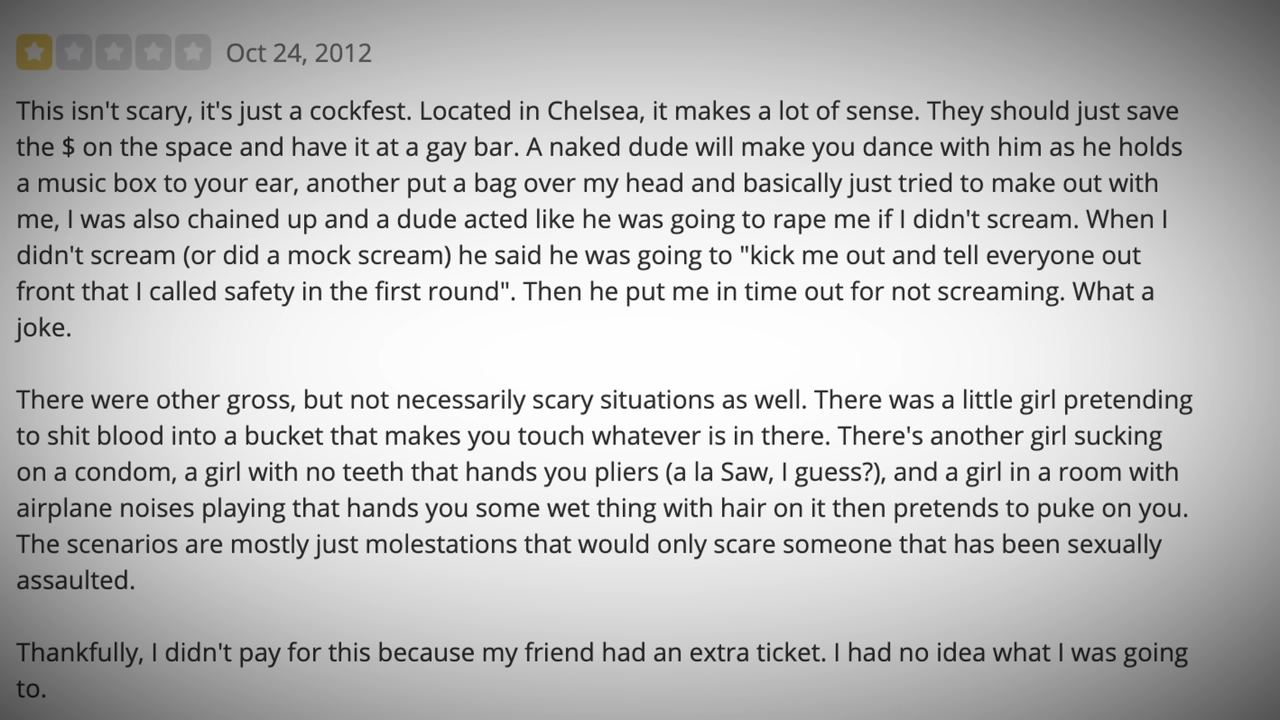 Oct 24, 2012
This isn't scary, it's just a cockfest. Located in Chelsea, it makes a lot of sense. They should just save
the $ on the space and have it at a gay bar. A naked dude will make you dance with him as he holds
a music box to your ear, another put a bag over my head and basically just tried to make out with
me, I was also chained up and a dude acted like he was going to rape me if I didn't scream. When I
didn't scream (or did a mock scream) he said he was going to "kick me out and tell everyone out
front that I called safety in the first round". Then he put me in time out for not screaming. What a
joke.
There were other gross, but not necessarily scary situations as well. There was a little girl pretending
to shit blood into a bucket that makes you touch whatever is in there. There's another girl sucking
on a condom, a girl with no teeth that hands you pliers (a la Saw, I guess?), and a girl in a room with
airplane noises playing that hands you some wet thing with hair on it then pretends to puke on you.
The scenarios are mostly just molestations that would only scare someone that has been sexually
assaulted.
Thankfully, I didn't pay for this because my friend had an extra ticket. I had no idea what I was going
to.